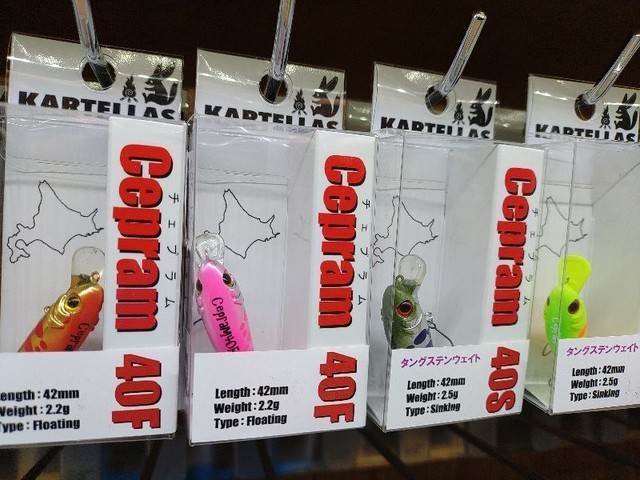 KARTELLAS
Cepram 40F
チェプラム
Length : 42mm
Weight : 2.2g
Type : Floating
KARTELLAS
Cepram 40F
チェプラム
Cepram
Length : 42mm
Weight : 2.2g
Type : Floating
KARTELLAS
Cepram 40S
チェプラム
タングステンウェイト
Length : 42mm
Weight : 2.5g
Type : Sinking
KARTELLAS
タングステンウェイト
Length : 42mm
Weight : 2.5g
Type : Sinking